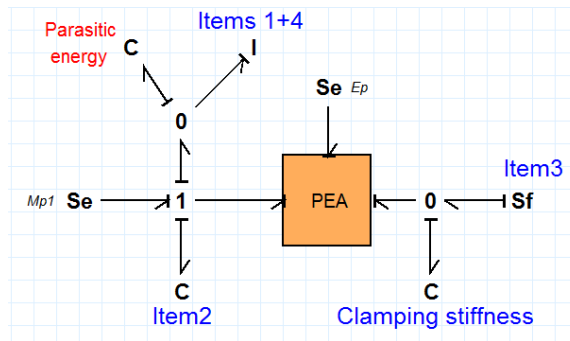 Items 1+4
Parasitic
energy
C
I
Se Ep
0
Item3
Mp1 Se
1
PEA
0
Sf
C
C
Item2
Clamping stiffness